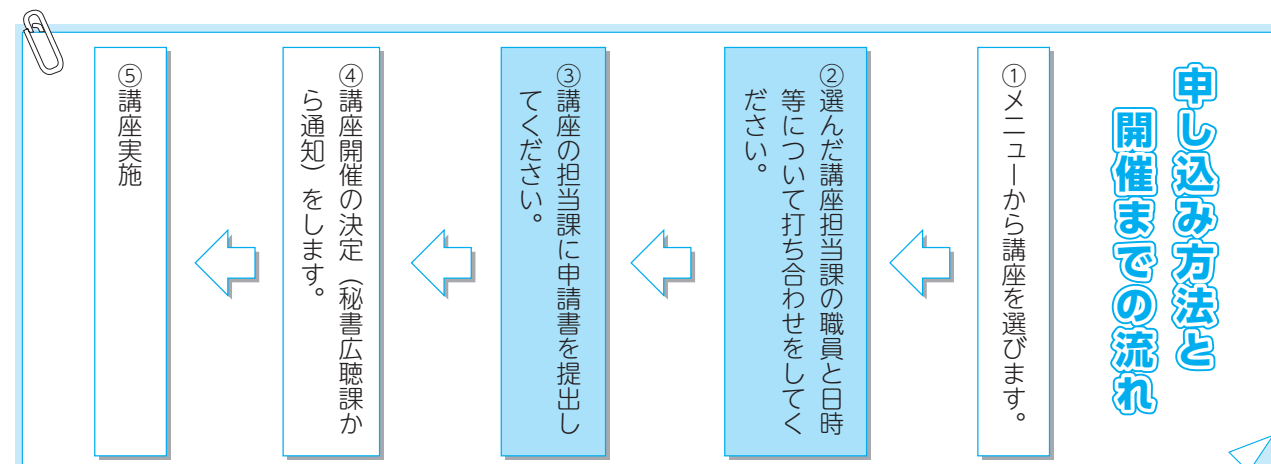 申し込み方法と
開催までの流れ
①メニューから講座を選びます。
②選んだ講座担当課の職員と日時
等について打ち合わせをしてく
ださい。
③講座の担当課に申請書を提出し
てください。
④講座開催の決定（秘書広聴課か
ら通知）をします。
⑤講座実施